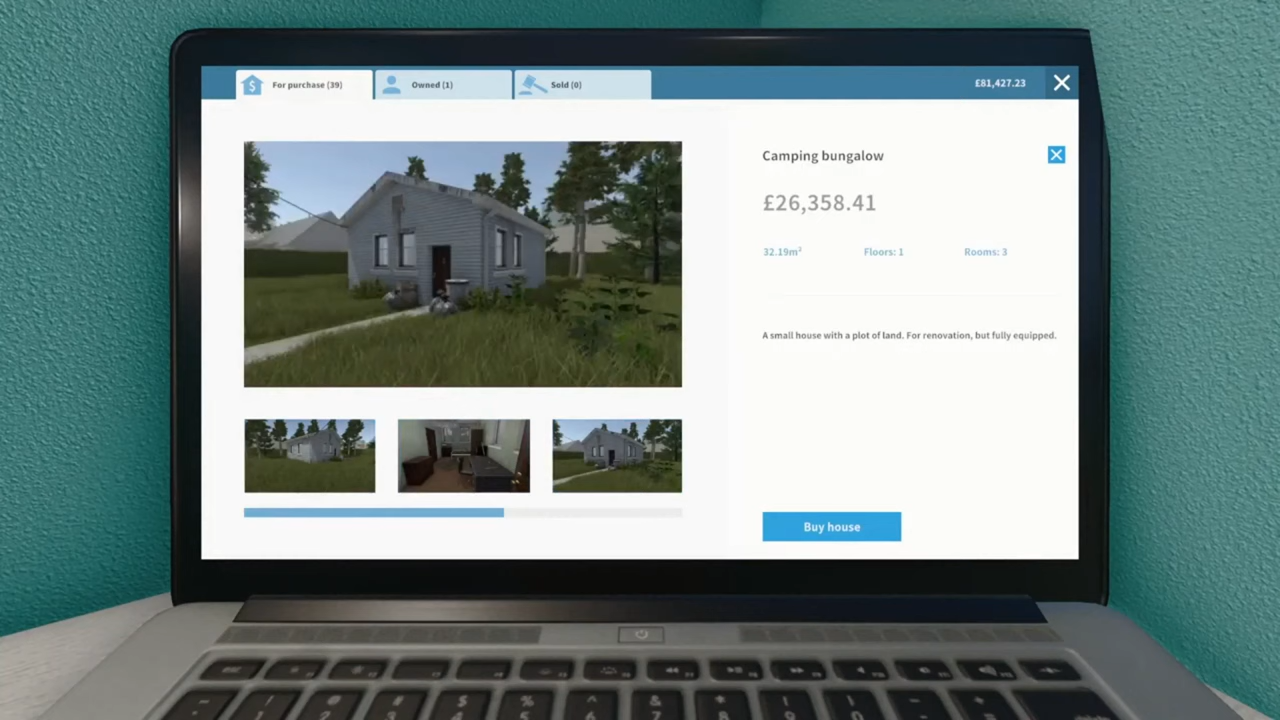 For purchase (39)
Owned (1)
Sold (0)
£81,427.23
Camping bungalow
£26,358.41
32.19m²
Floors: 1
Rooms: 3
A small house with a plot of land. For renovation, but fully equipped.
Buy house